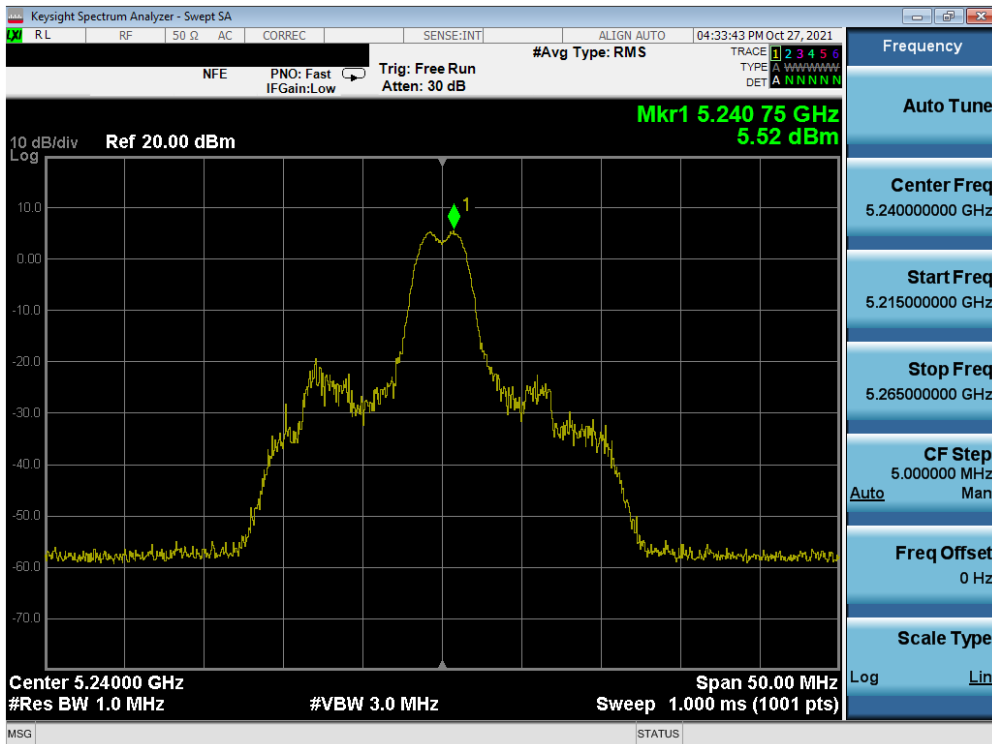 Keysight Spectrum Analyzer - Swept SA
LXI RL RF 50 Ω AC CORREC SENSE:INT ALIGN AUTO 04:33:43 PM Oct 27, 2021
NFE PNO: Fast Trig: Free Run #Avg Type: RMS TRACE 1 2 3 4 5 6
IFGain:Low Atten: 30 dB TYPE A WWWWW
DET A N N N N N
Mkr1 5.240 75 GHz
5.52 dBm
10 dB/div Ref 20.00 dBm
Log
1
10.0
0.00
-10.0
-20.0
-30.0
-40.0
-50.0
-60.0
-70.0
Center 5.24000 GHz Span 50.00 MHz
#Res BW 1.0 MHz #VBW 3.0 MHz Sweep 1.000 ms (1001 pts)
MSG STATUS
Frequency
Auto Tune
Center Freq
5.240000000 GHz
Start Freq
5.215000000 GHz
Stop Freq
5.265000000 GHz
CF Step
5.000000 MHz
Auto Man
Freq Offset
0 Hz
Scale Type
Log Lin